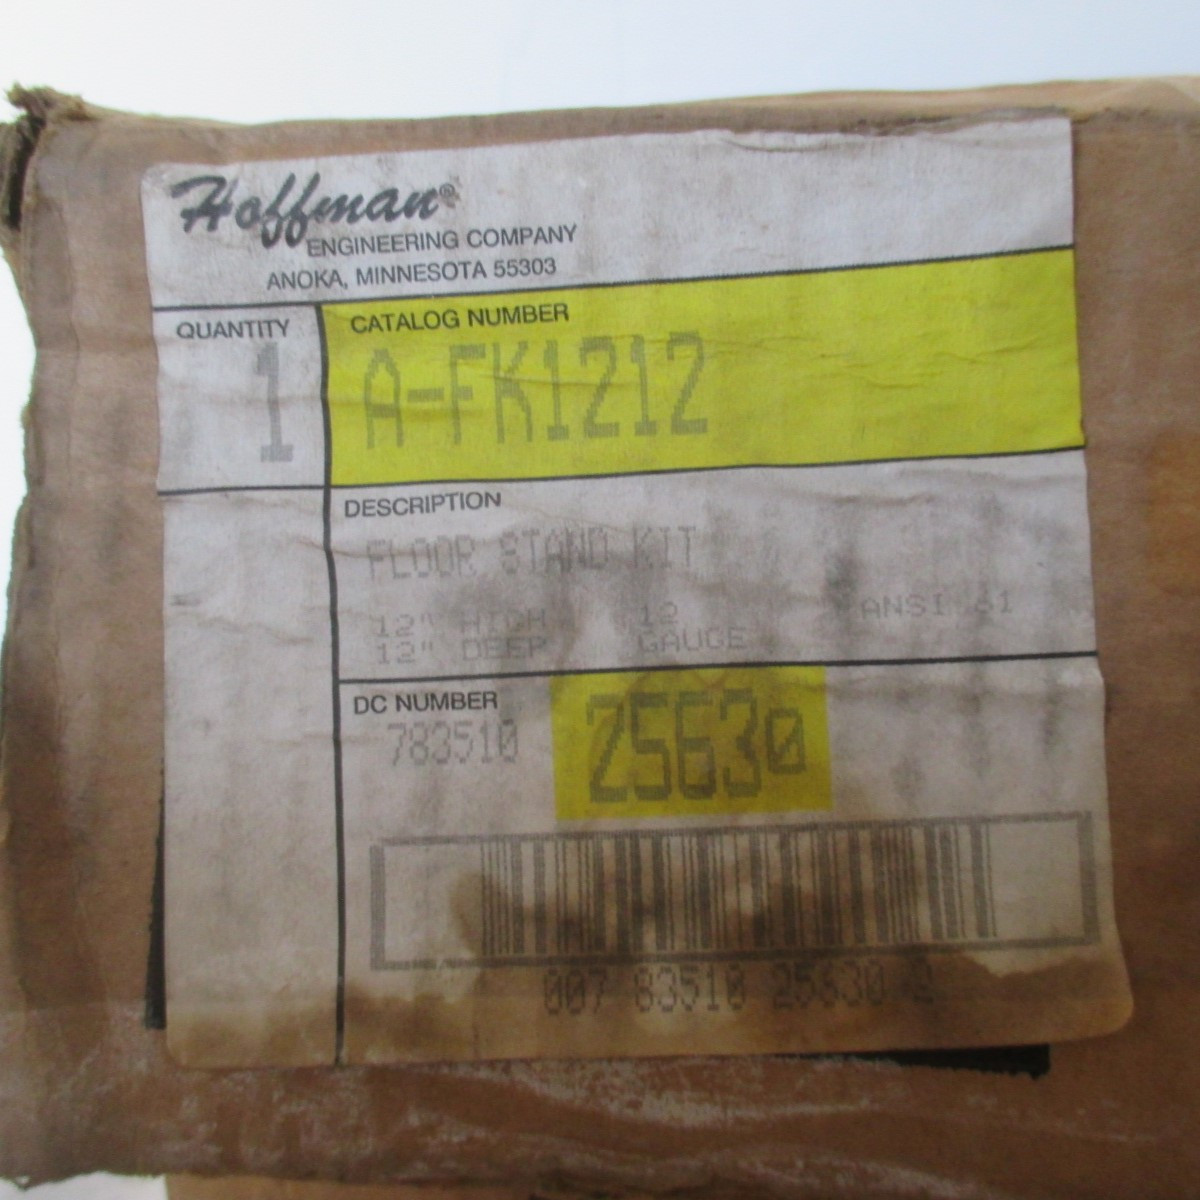 Hoffman®
ENGINEERING COMPANY
ANOKA, MINNESOTA 55303
QUANTITY
1
CATALOG NUMBER
A-FK1212
DESCRIPTION
FLOOR STAND KIT
12" HIGH 12 ANSI 61
12" DEEP GAUGE
DC NUMBER
783510 25630
007 83510 25630 2